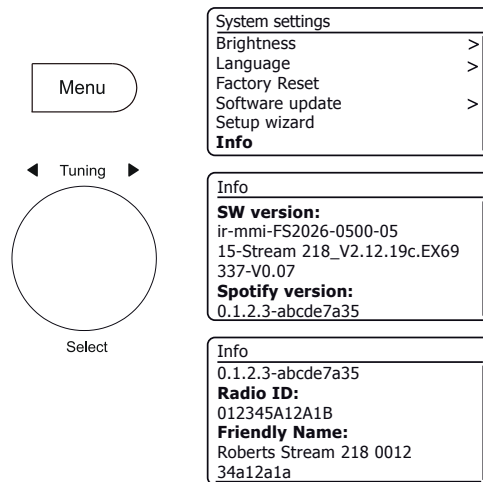 Menu
◀ Tuning ▶
Select
System settings
Brightness >
Language >
Factory Reset
Software update >
Setup wizard
Info
Info
SW version:
ir-mmi-FS2026-0500-05
15-Stream 218_V2.12.19c.EX69
337-V0.07
Spotify version:
0.1.2.3-abcde7a35
Info
0.1.2.3-abcde7a35
Radio ID:
012345A12A1B
Friendly Name:
Roberts Stream 218 0012
34a12a1a